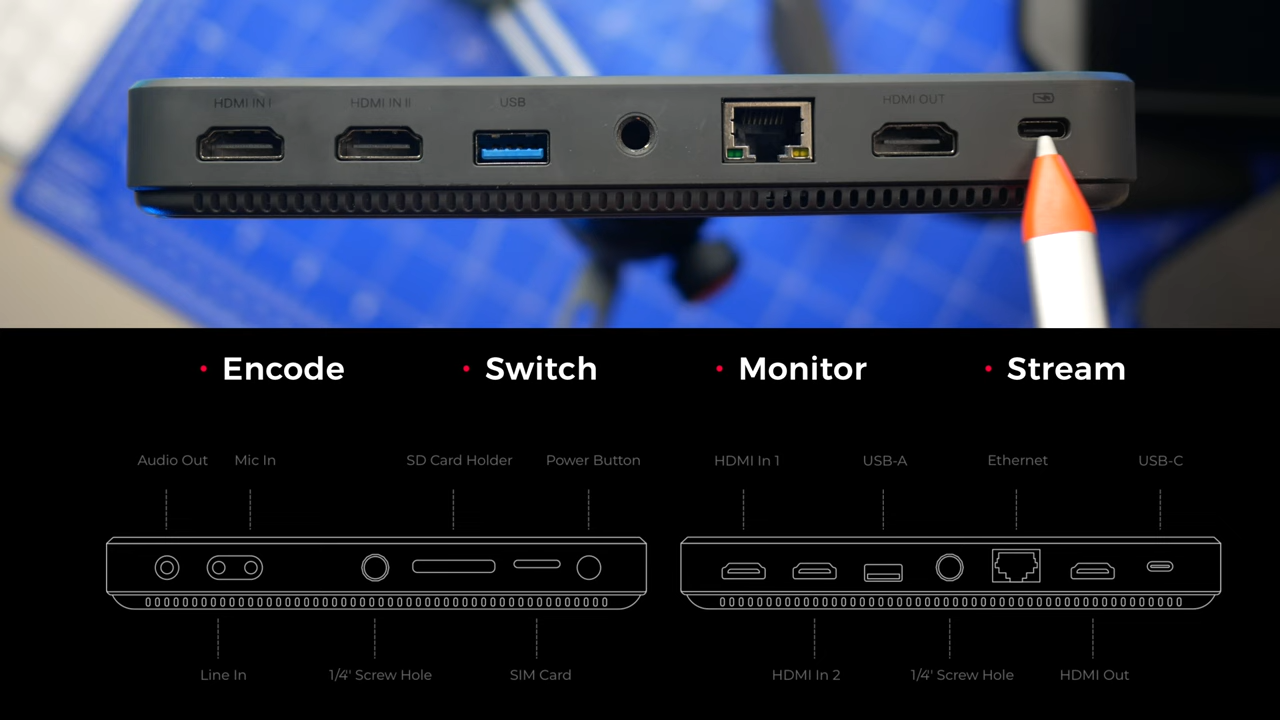 HDMI IN I
HDMI IN II
USB
HDMI OUT
Encode
Switch
Monitor
Stream
Audio Out
Mic In
SD Card Holder
Power Button
HDMI In 1
USB-A
Ethernet
USB-C
Line In
1/4' Screw Hole
SIM Card
HDMI In 2
1/4' Screw Hole
HDMI Out